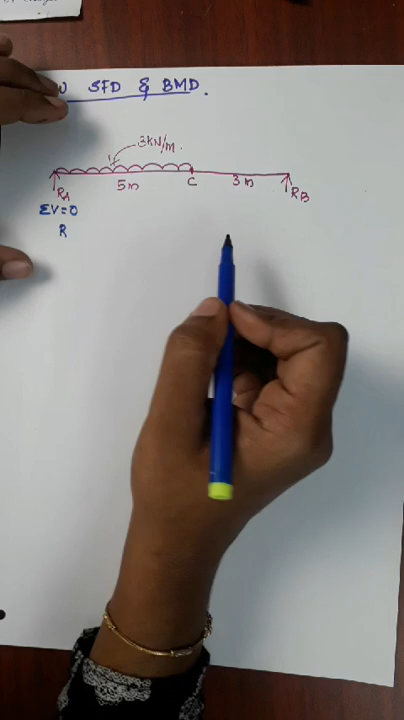 SFD & BMD.
3kN/m.
5m C 3m
RA RB
ΣV=0
R